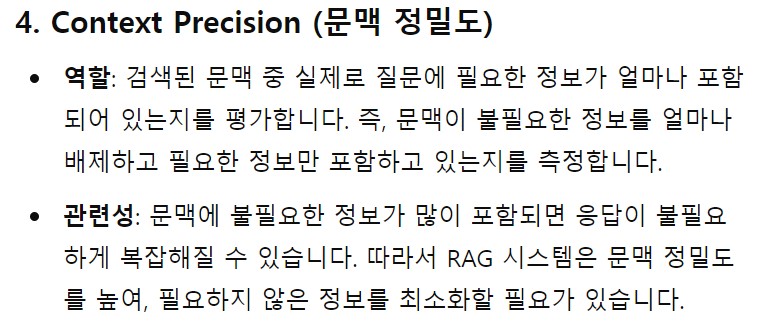 4. Context Precision (문맥 정밀도)
• 역할: 검색된 문맥 중 실제로 질문에 필요한 정보가 얼마나 포함
되어 있는지를 평가합니다. 즉, 문맥이 불필요한 정보를 얼마나
배제하고 필요한 정보만 포함하고 있는지를 측정합니다.
• 관련성: 문맥에 불필요한 정보가 많이 포함되면 응답이 불필요
하게 복잡해질 수 있습니다. 따라서 RAG 시스템은 문맥 정밀도
를 높여, 필요하지 않은 정보를 최소화할 필요가 있습니다.